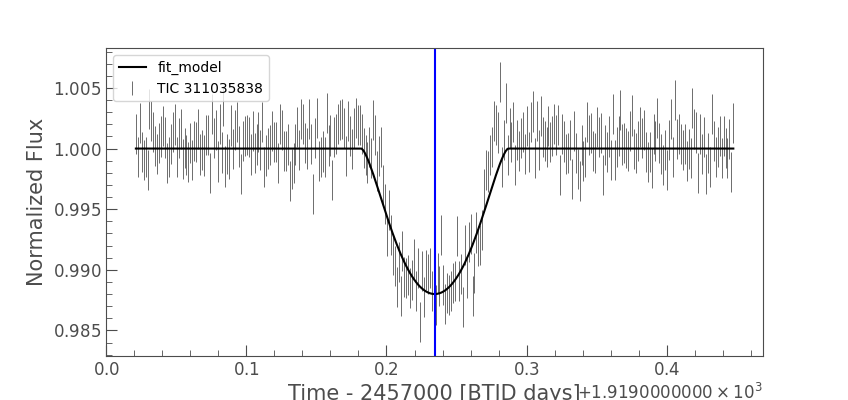 fit_model
TIC 311035838
1.005
1.000
0.995
0.990
0.985
Normalized Flux
0.0 0.1 0.2 0.3 0.4
Time - 2457000 [BTJD days]
+1.9190000000 × 10³